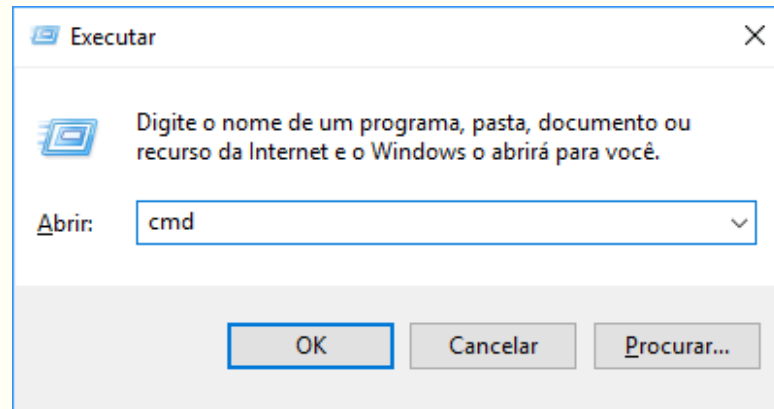 Executar
Digite o nome de um programa, pasta, documento ou
recurso da Internet e o Windows o abrirá para você.
Abrir: cmd
OK Cancelar Procurar...